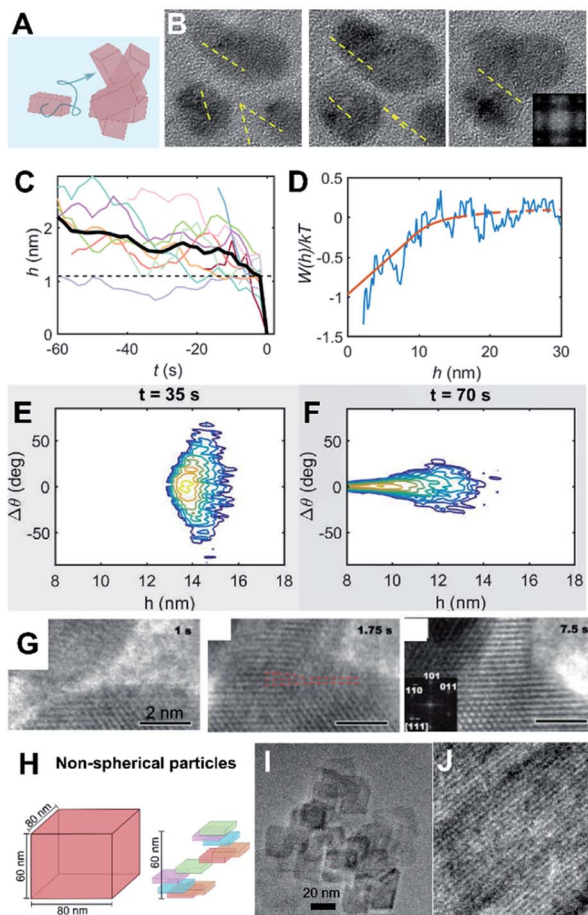 A
B
C
h (nm)
2
1
0
-60
-40
-20
0
t (s)
D
W(h)/kT
0.5
0
-0.5
-1
-1.5
0
10
20
30
h (nm)
t = 35 s
t = 70 s
E
Δθ (deg)
50
0
-50
8
10
12
14
16
18
h (nm)
F
Δθ (deg)
50
0
-50
8
10
12
14
16
18
h (nm)
G
1 s
2 nm
1.75 s
7.5 s
101
110
011
[111]
H Non-spherical particles
80 nm
60 nm
80 nm
60 nm
I
20 nm
J